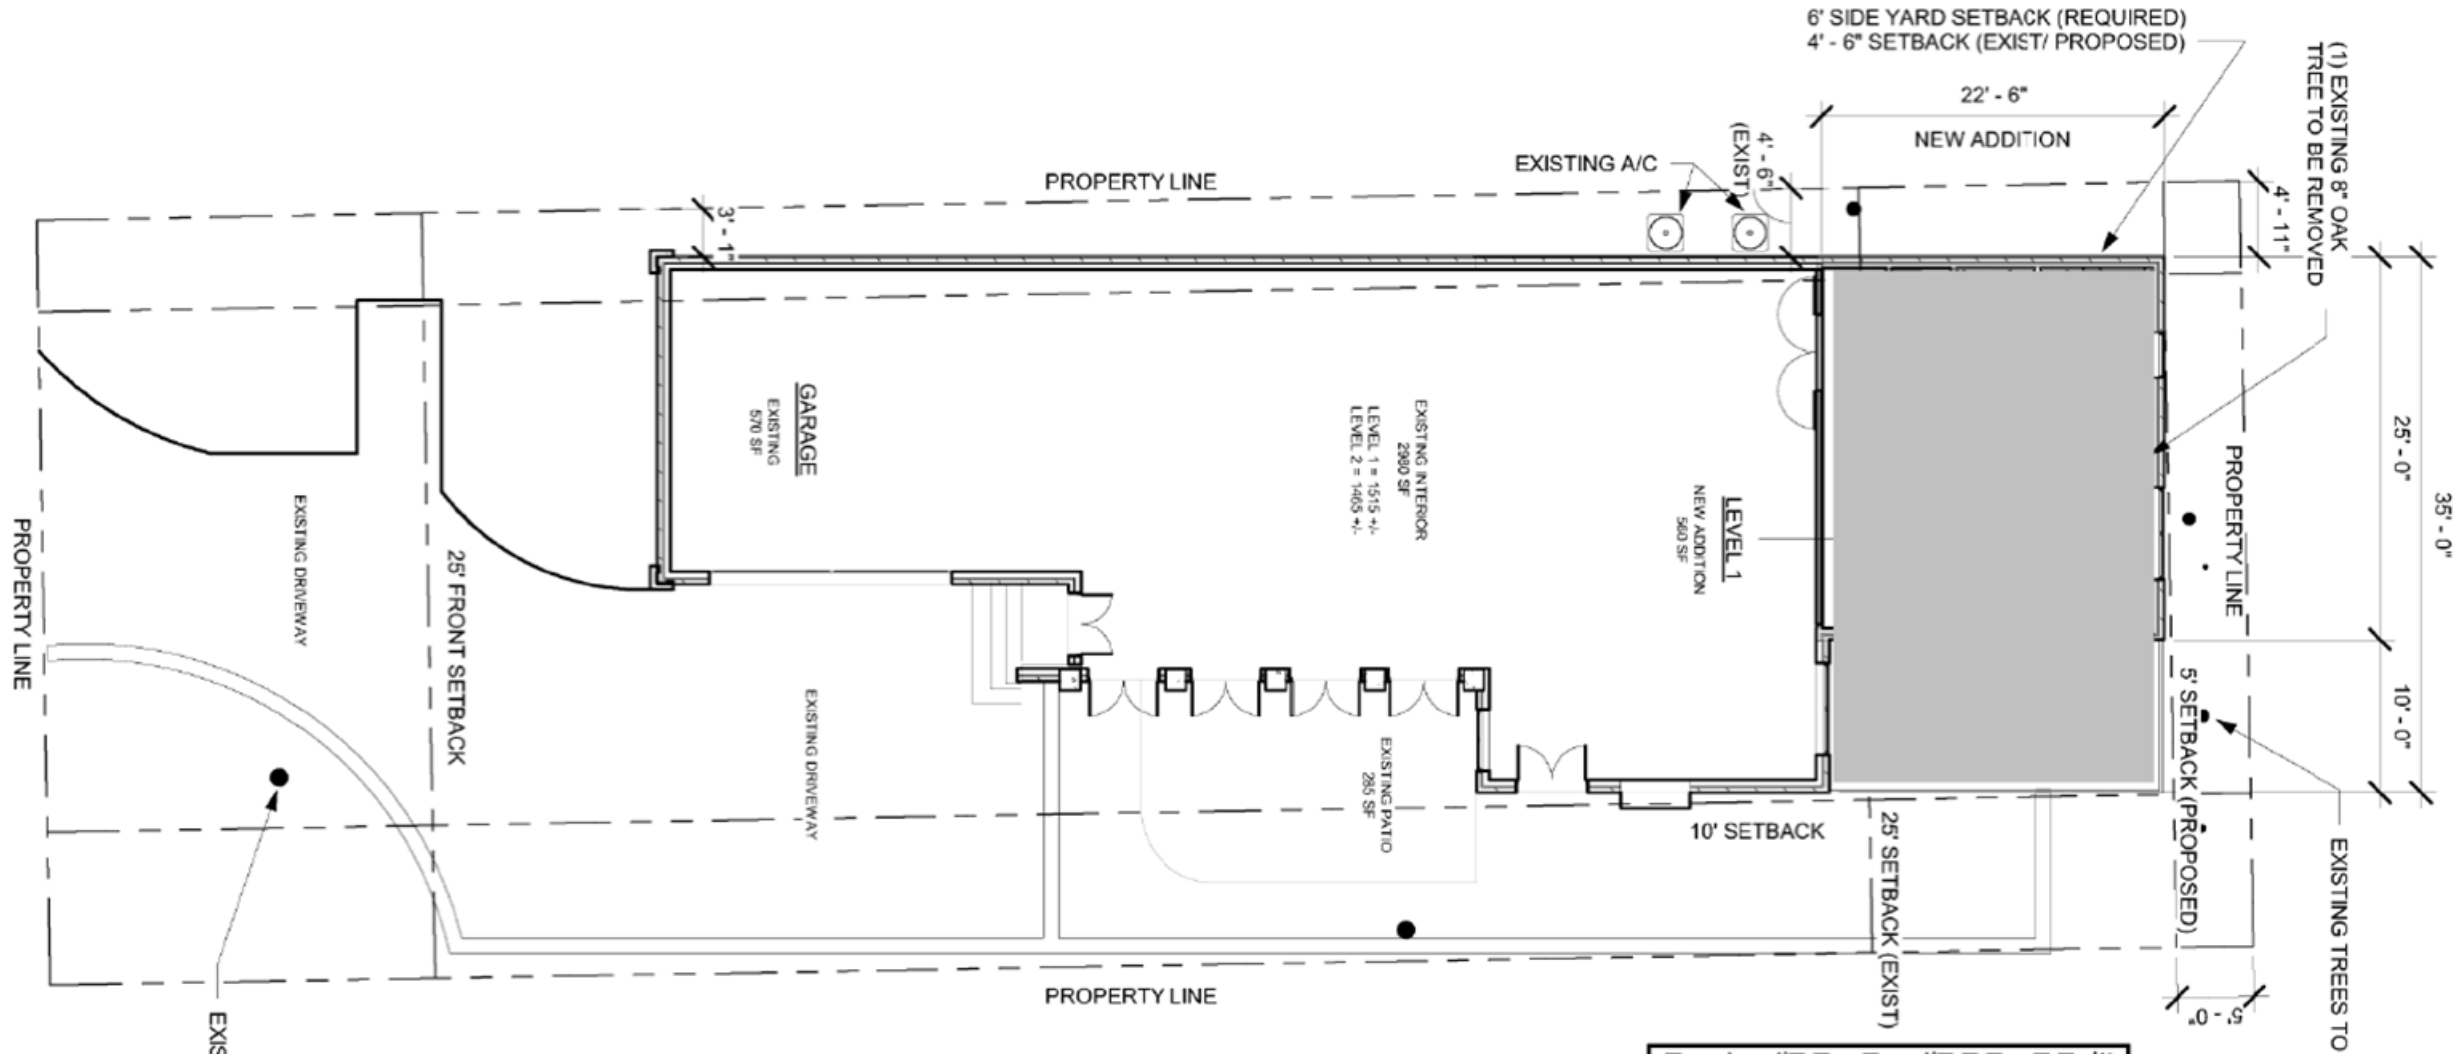 6' SIDE YARD SETBACK (REQUIRED)
4' - 6" SETBACK (EXIST/ PROPOSED)
(1) EXISTING 8" OAK
TREE TO BE REMOVED
22' - 6"
NEW ADDITION
4' - 6"
(EXIST)
EXISTING A/C
PROPERTY LINE
3' - 1"
4' - 11"
25' - 0"
35' - 0"
10' - 0"
GARAGE
EXISTING
570 SF
EXISTING INTERIOR
2980 SF
LEVEL 1 = 1515 +/-
LEVEL 2 = 1465 +/-
LEVEL 1
NEW ADDITION
560 SF
PROPERTY LINE
PROPERTY LINE
EXISTING DRIVEWAY
25' FRONT SETBACK
EXISTING DRIVEWAY
EXISTING PATIO
285 SF
10' SETBACK
25' SETBACK (EXIST)
5' SETBACK (PROPOSED)
EXISTING TREES TO
5' - 0"
PROPERTY LINE
EXIS